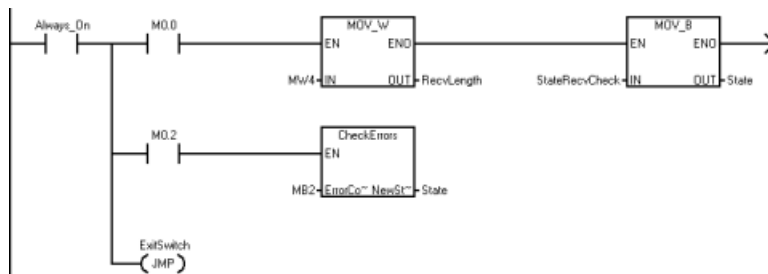 Always_On M0.0 MOV_W MOV_B
EN ENO EN ENO
MW4 IN OUT RecvLength StateRecvCheck IN OUT State
M0.2 CheckErrors
EN
MB2 ErrorCo~ NewSt~ State
ExitSwitch
JMP